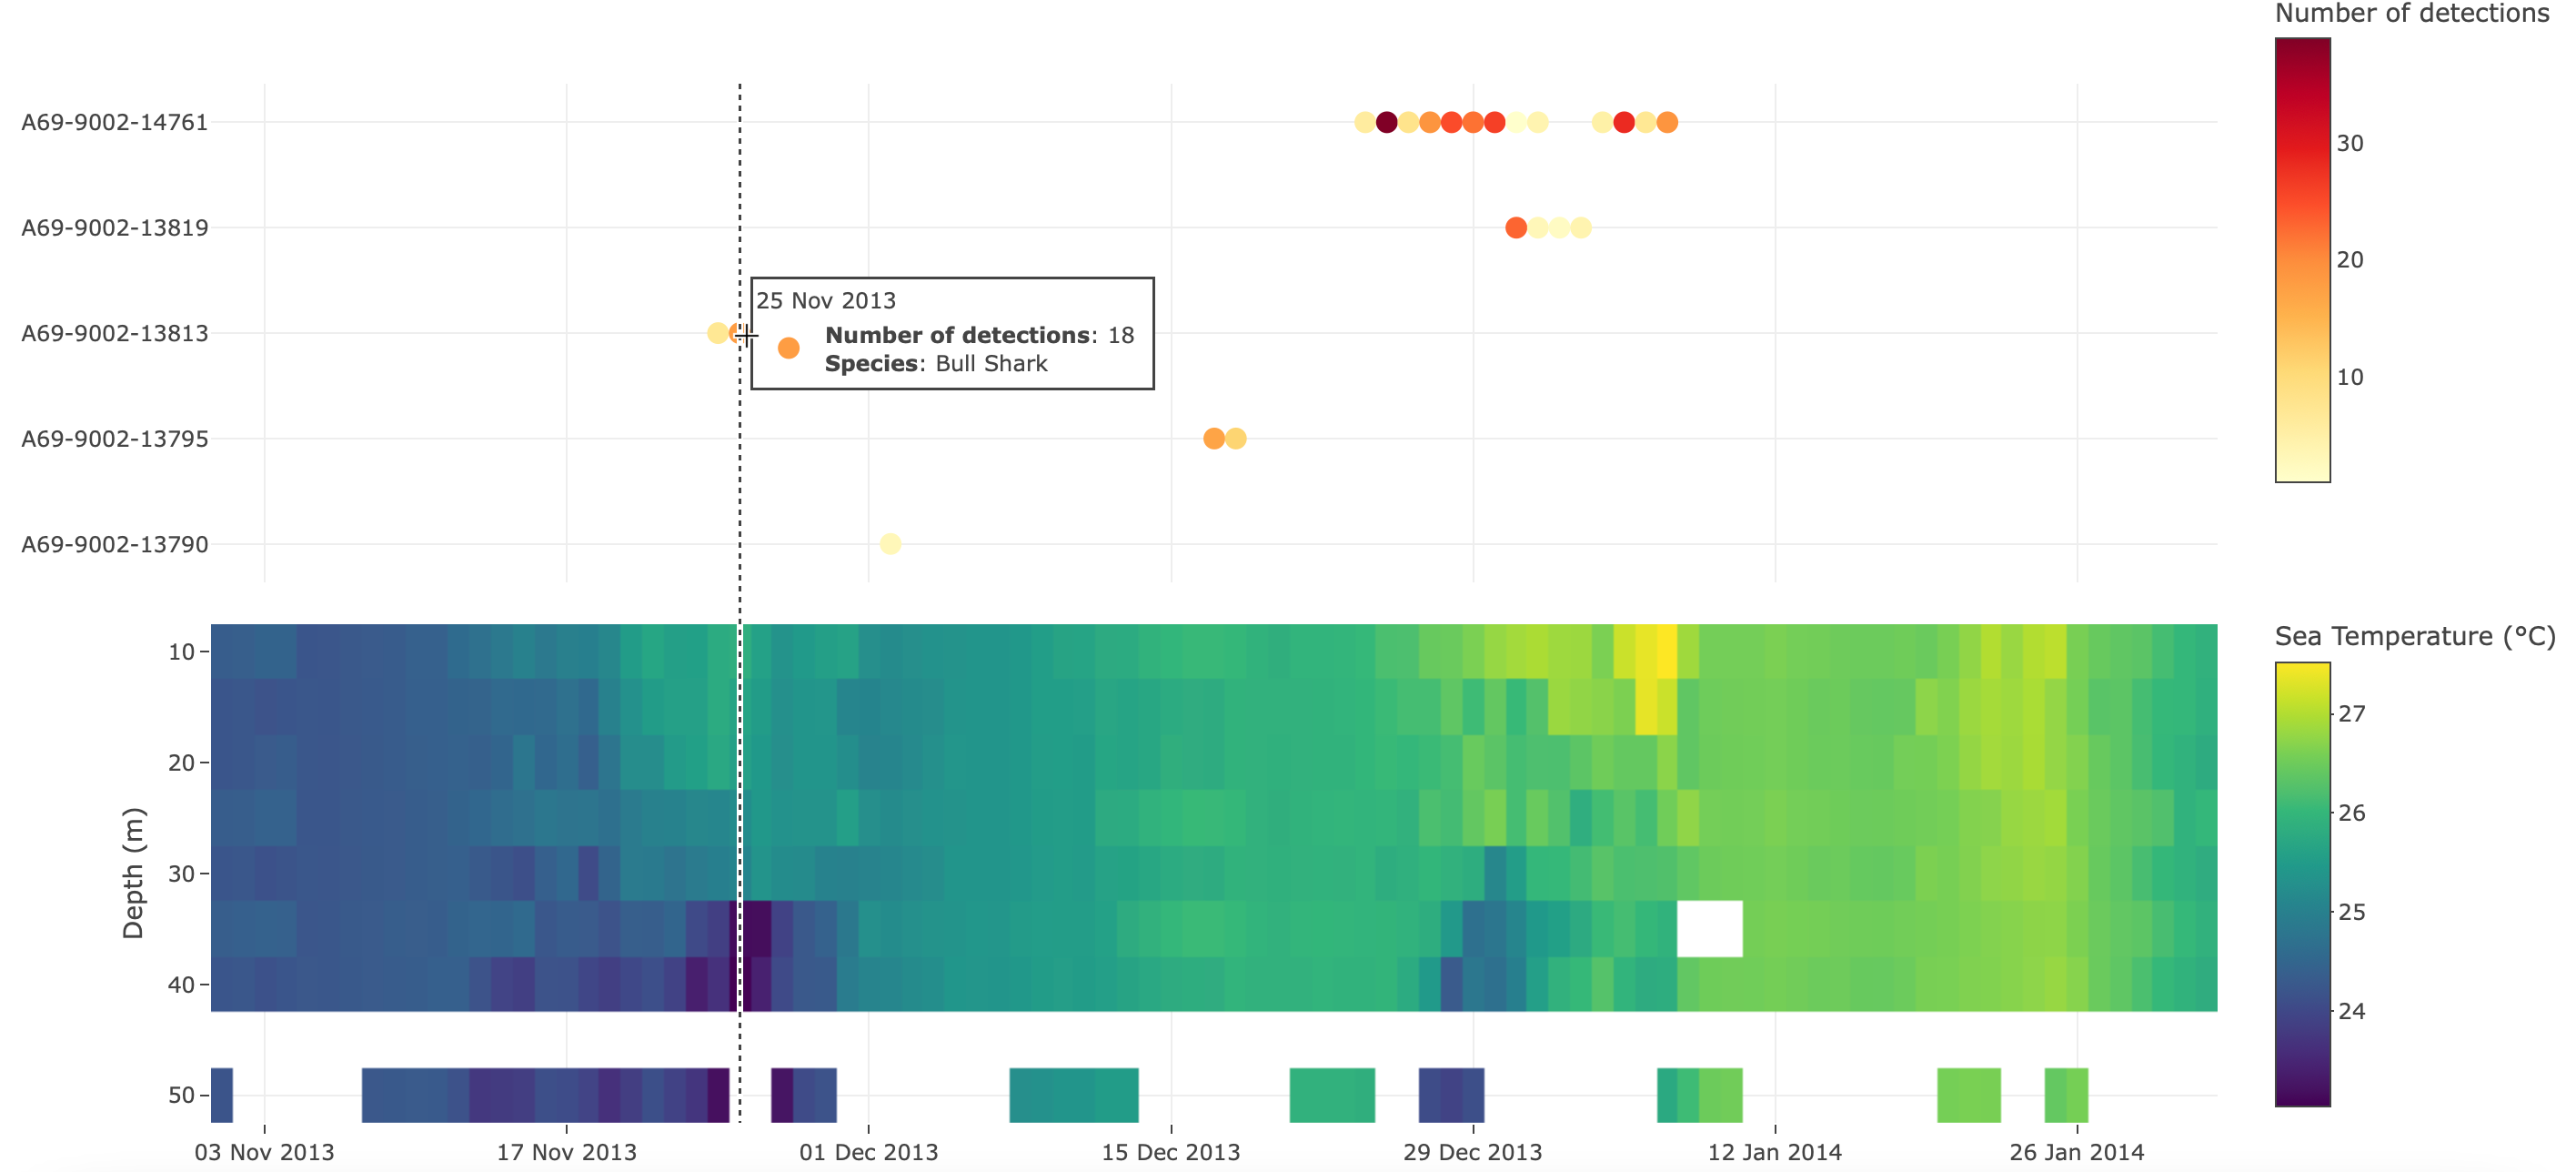 Number of detections
A69-9002-14761
A69-9002-13819
A69-9002-13813
A69-9002-13795
A69-9002-13790
25 Nov 2013
Number of detections: 18
Species: Bull Shark
30
20
10
Sea Temperature (°C)
27
26
25
24
Depth (m)
10
20
30
40
50
03 Nov 2013
17 Nov 2013
01 Dec 2013
15 Dec 2013
29 Dec 2013
12 Jan 2014
26 Jan 2014